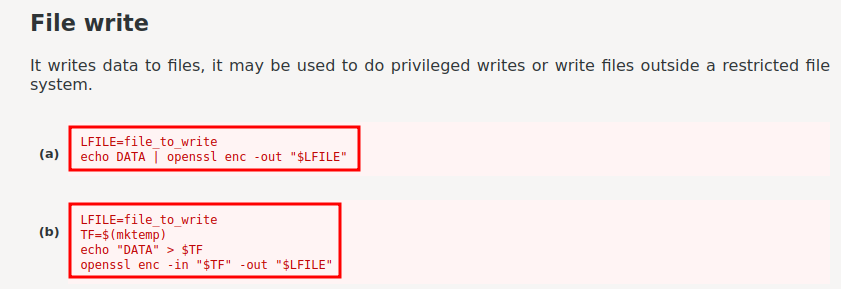 File write
It writes data to files, it may be used to do privileged writes or write files outside a restricted file
system.
(a)
LFILE=file_to_write
echo DATA | openssl enc -out "$LFILE"
(b)
LFILE=file_to_write
TF=$(mktemp)
echo "DATA" > $TF
openssl enc -in "$TF" -out "$LFILE"